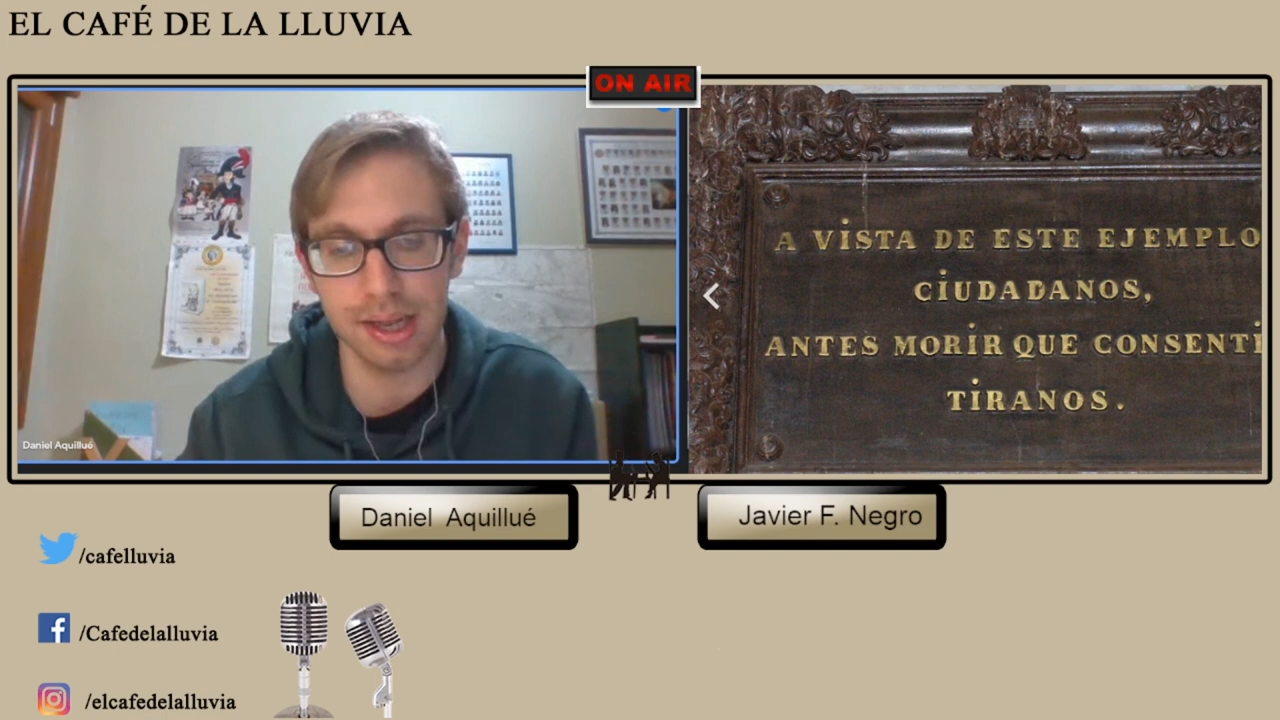 EL CAFÉ DE LA LLUVIA
ON AIR
A VISTA DE ESTE EJEMPLO
CIUDADANOS,
ANTES MORIR QUE CONSENTI
TIRANOS.
Daniel Aquillué
Daniel Aquillué
Javier F. Negro
/cafelluvia
/Cafedelalluvia
/elcafedelalluvia